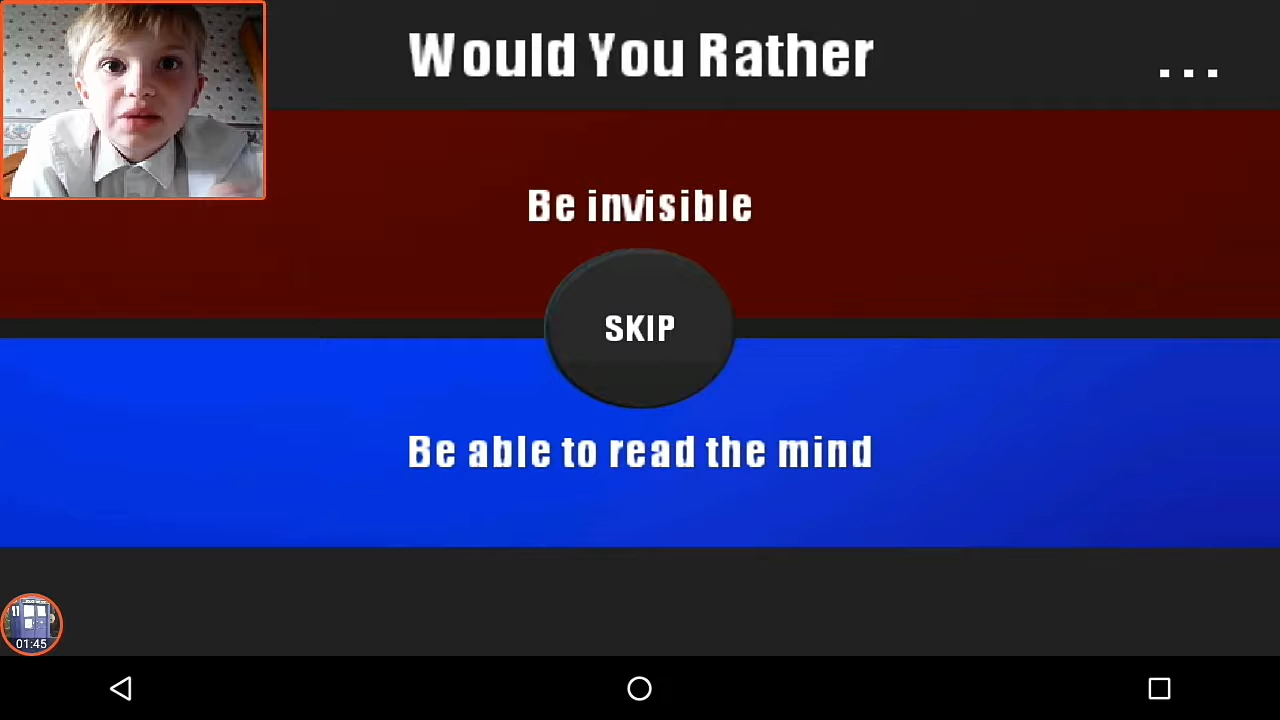 Would You Rather
...
Be invisible
SKIP
Be able to read the mind
01:45